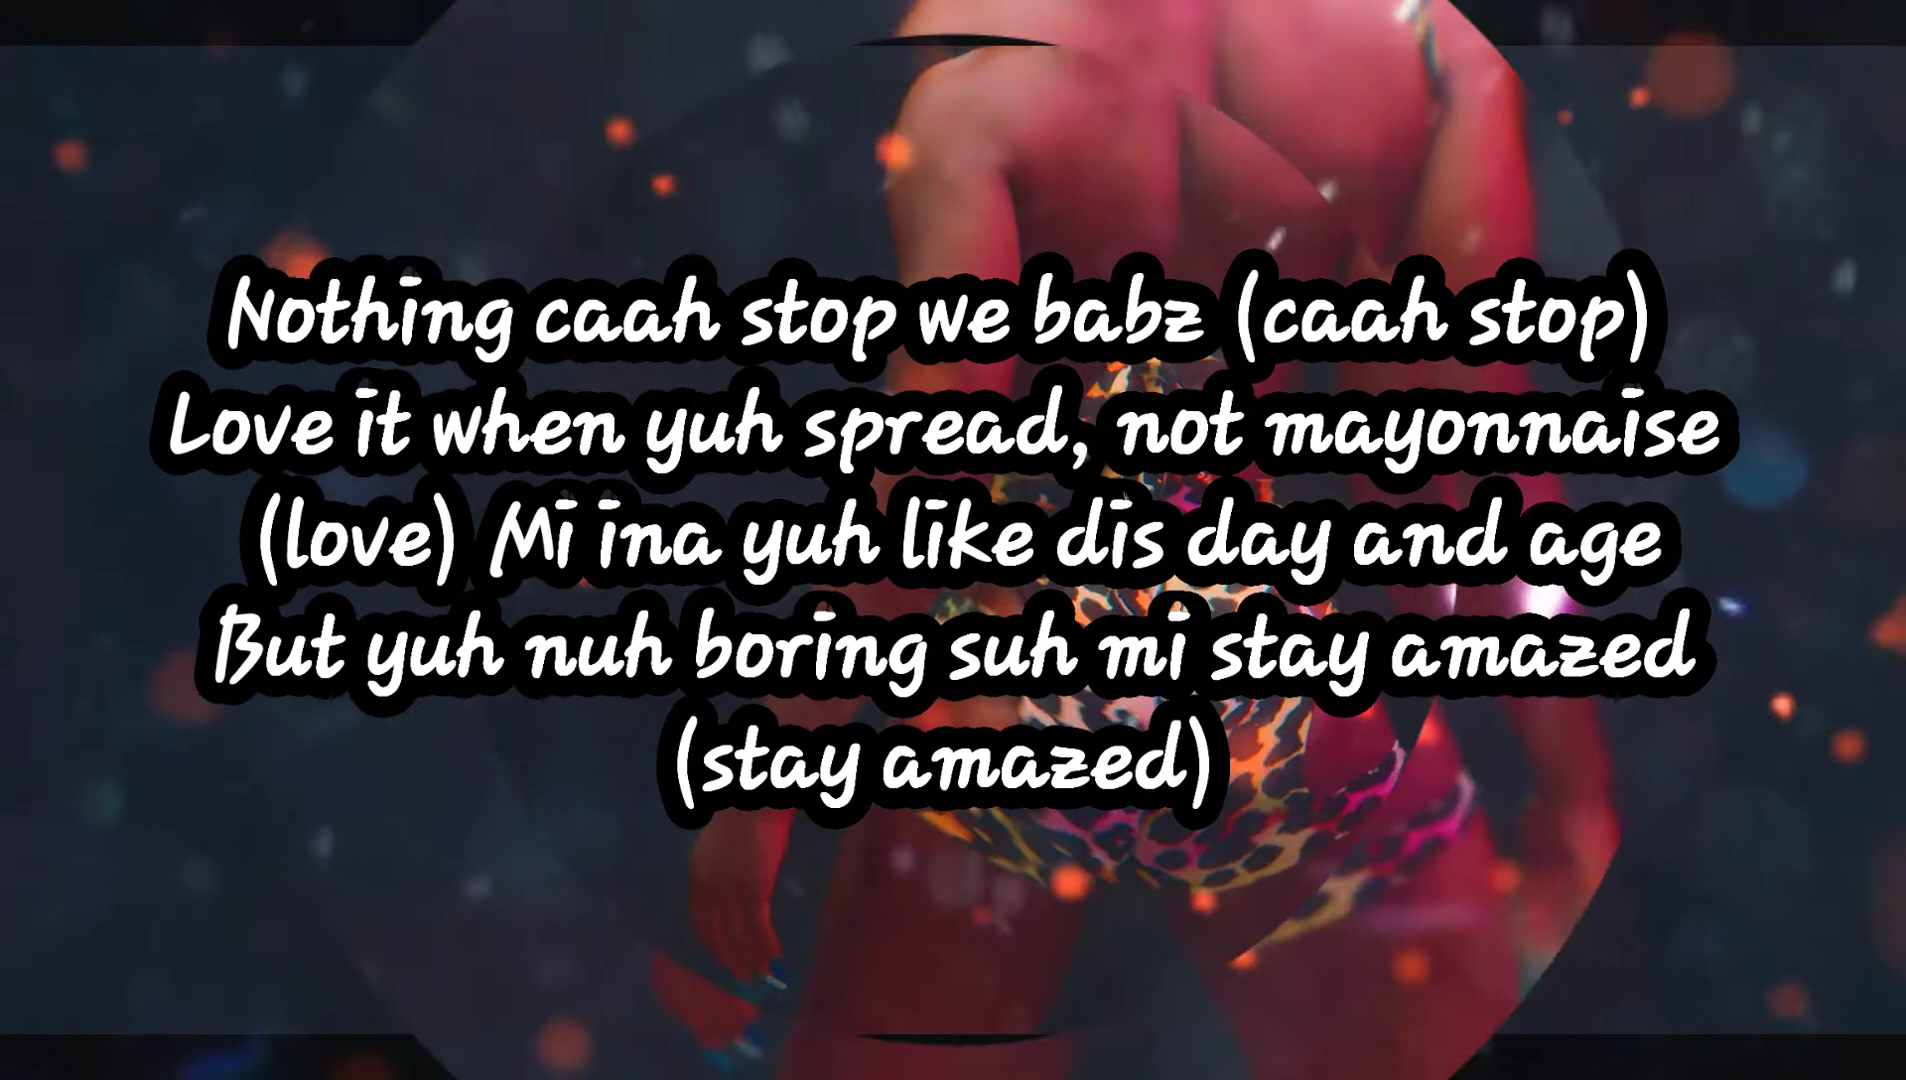 Nothing caah stop we babz (caah stop)
Love it when yuh spread, not mayonnaise
(love) Mi ina yuh like dis day and age
But yuh nuh boring suh mi stay amazed
(stay amazed)